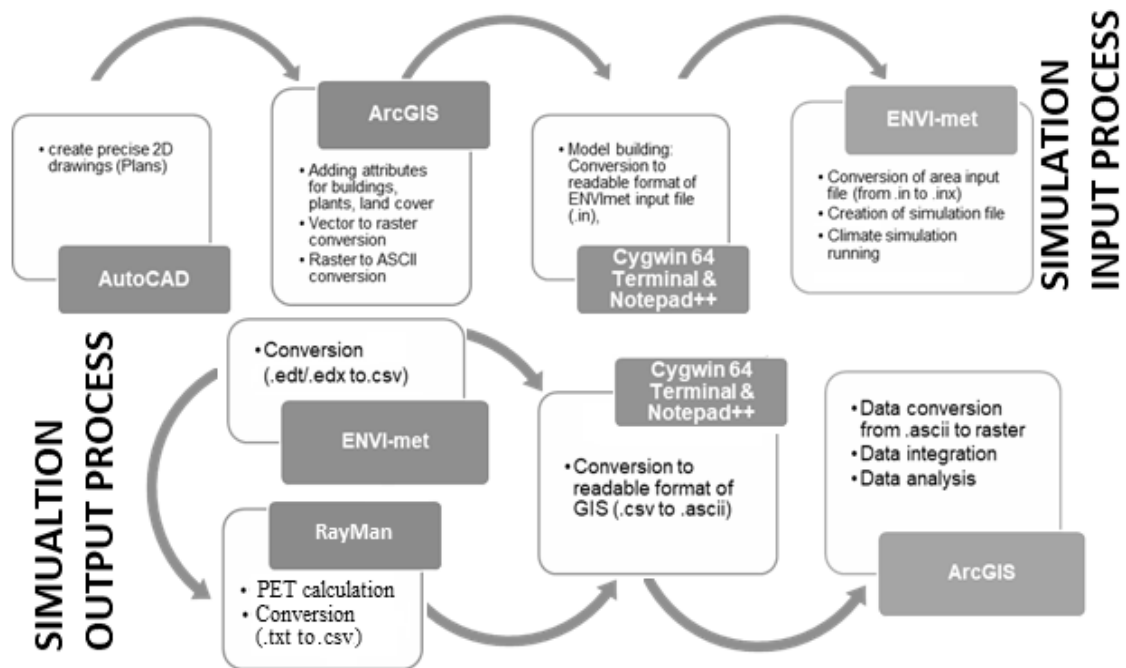 SIMULATION
INPUT PROCESS
• create precise 2D
drawings (Plans)
AutoCAD
ArcGIS
• Adding attributes
for buildings,
plants, land cover
• Vector to raster
conversion
• Raster to ASCII
conversion
• Model building:
Conversion to
readable format of
ENVImet input file
(.in),
Cygwin 64
Terminal &
Notepad++
ENVI-met
• Conversion of area input
file (from .in to .inx)
• Creation of simulation file
• Climate simulation
running
SIMUALTION
OUTPUT PROCESS
• Conversion
(.edt/.edx to.csv)
ENVI-met
RayMan
• PET calculation
• Conversion
(.txt to .csv)
Cygwin 64
Terminal &
Notepad++
• Conversion to
readable format of
GIS (.csv to .ascii)
• Data conversion
from .ascii to raster
• Data integration
• Data analysis
ArcGIS